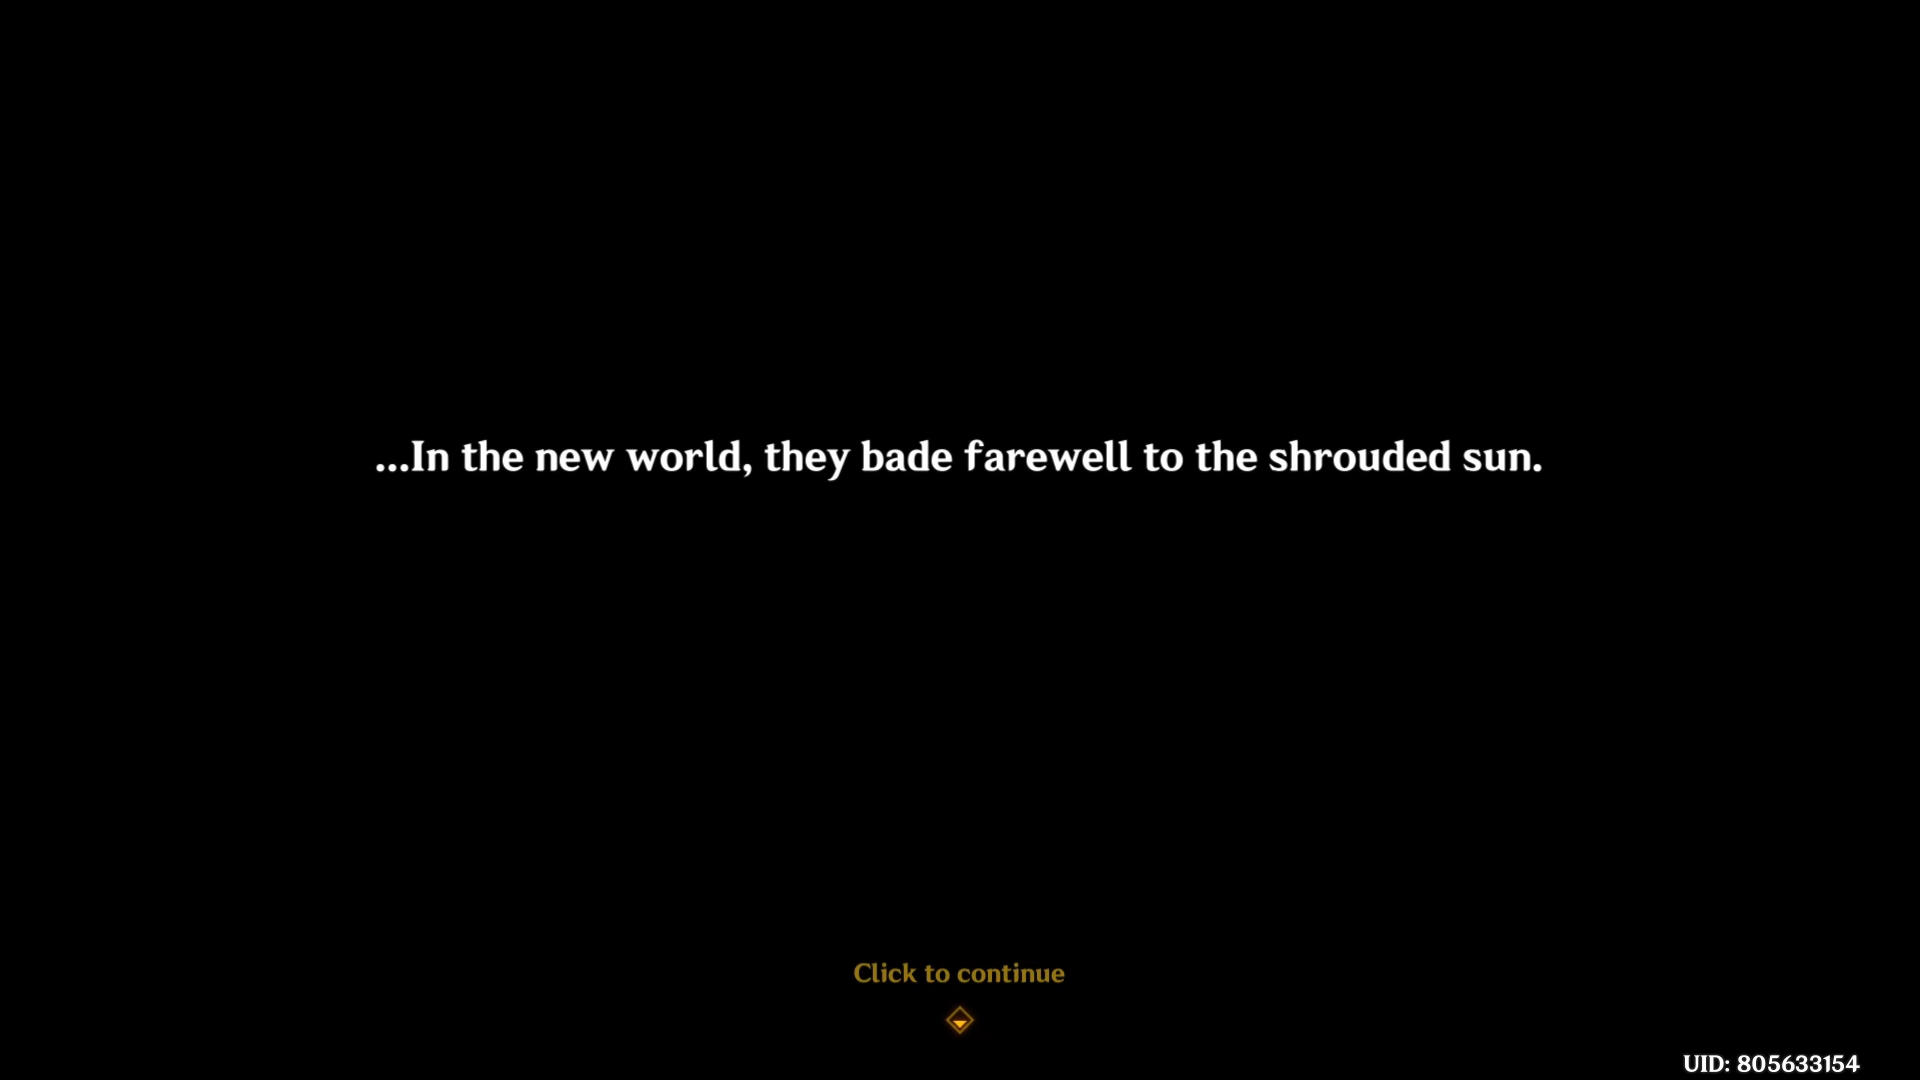 ...In the new world, they bade farewell to the shrouded sun.
Click to continue
UID: 805633154